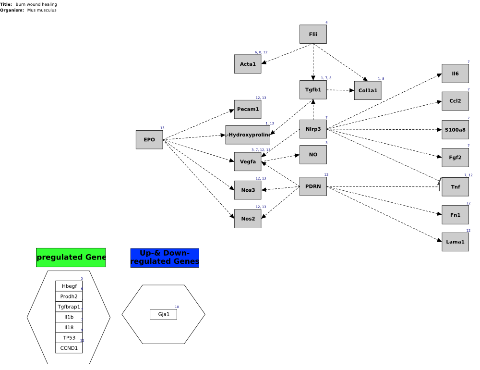 Title: Burn wound healing
Organism: Mus musculus
Flii
Acta1
Tgfb1
Col1a1
Il6
Ccl2
Pecam1
EPO
-Hydroxyproline
Nlrp3
S100a8
Vegfa
NO
Fgf2
Nos3
PDRN
Tnf
Nos2
Fn1
Lama1
pregulated Gene
Up-& Down-
regulated Genes
Hbegf
Prodh2
Tgfbrap1
Il1b
Il18
TP53
CCND1
Gja1